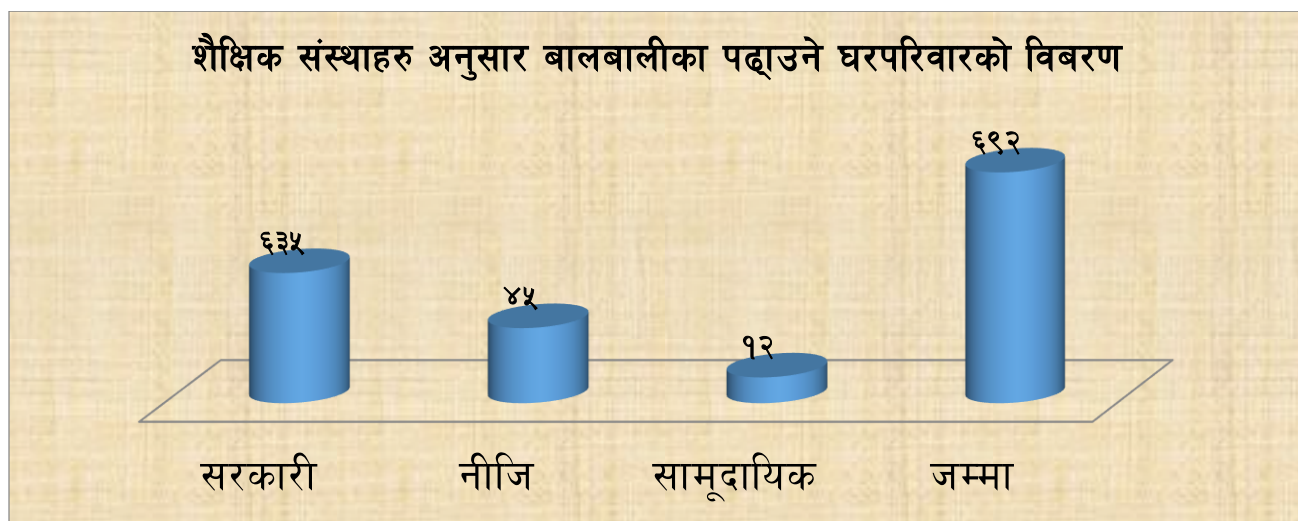 शैक्षिक संस्थाहरु अनुसार बालबालीका पढा्उने घरपरिवारको विबरण
६९२
६३५
४५
१२
सरकारी नीजि सामूदायिक जम्मा